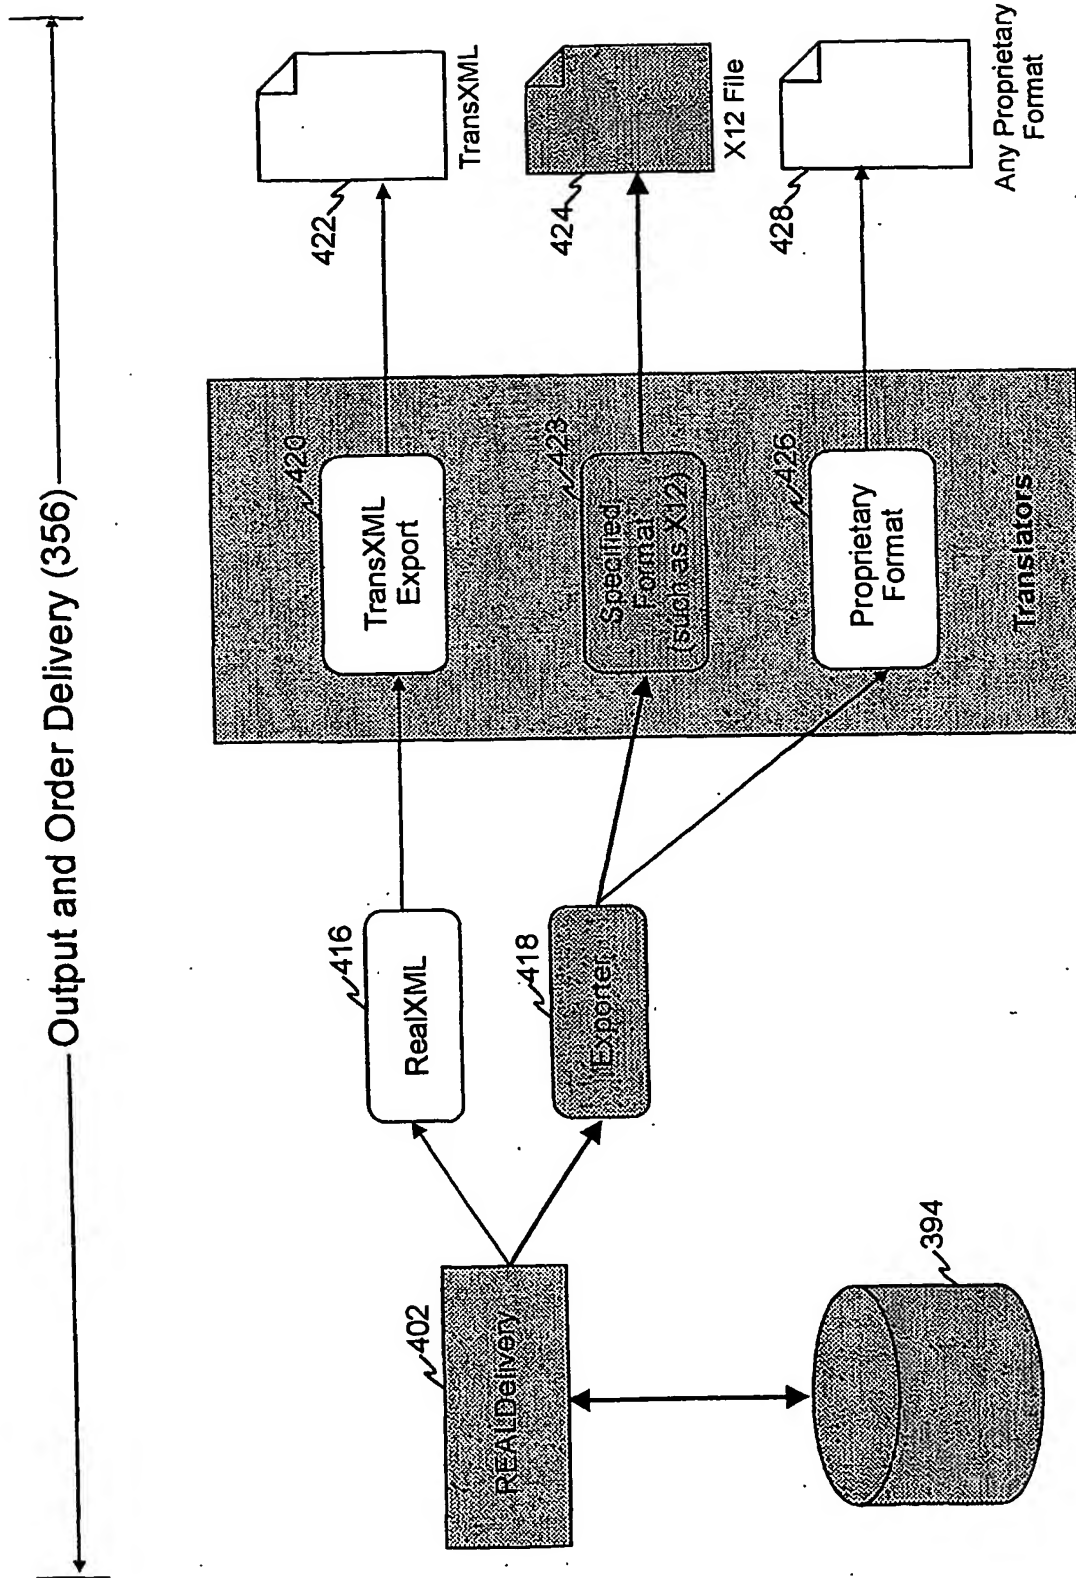 Output and Order Delivery (356)
402
REALDelivery
394
416
RealXML
418
IExporter
420
TransXML
Export
423
Specified
Format
(such as X12)
426
Proprietary
Format
Translators
422
TransXML
424
X12 File
428
Any Proprietary
Format